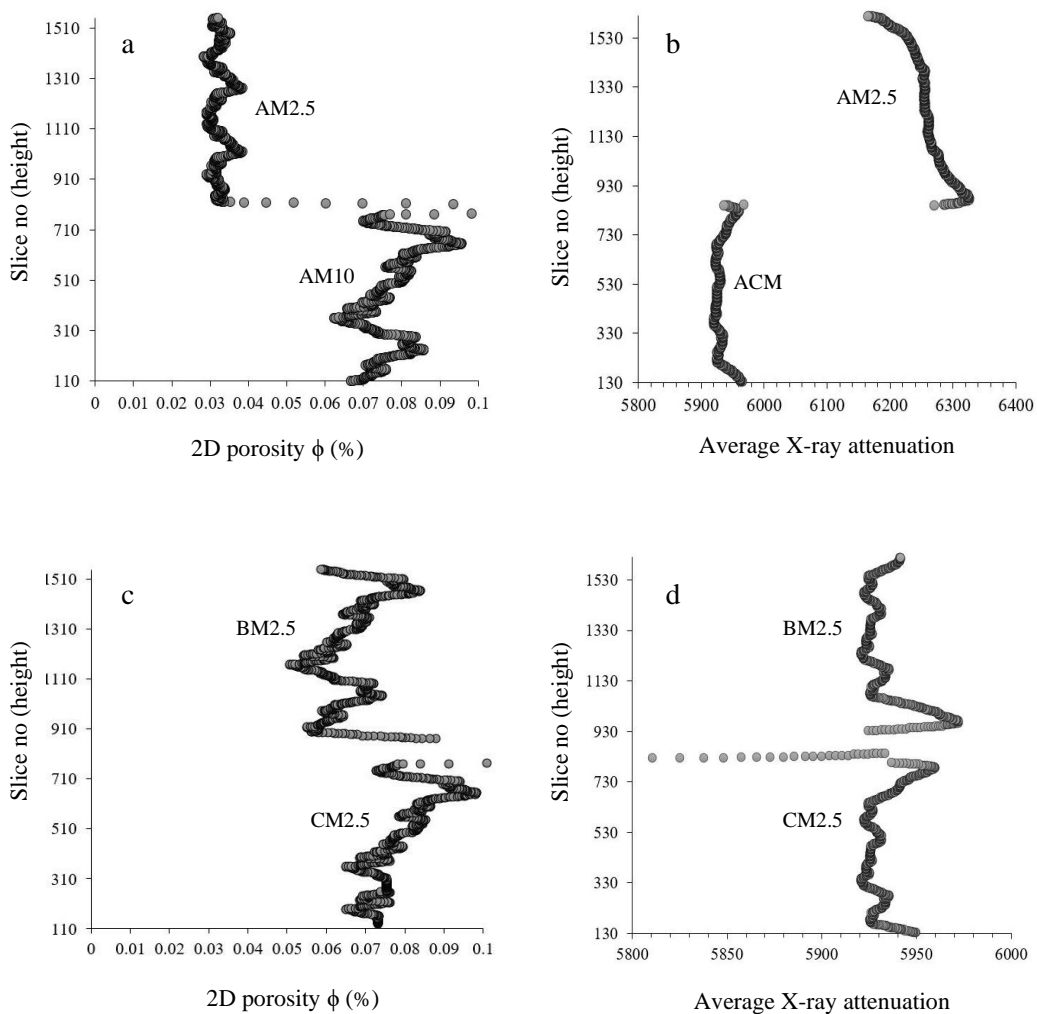 a
Slice no (height)
1510
1310
1110
910
710
510
310
110
AM2.5
AM10
0 0.01 0.02 0.03 0.04 0.05 0.06 0.07 0.08 0.09 0.1
2D porosity ϕ (%)
b
Slice no (height)
1530
1330
1130
930
730
530
330
130
AM2.5
ACM
5800 5900 6000 6100 6200 6300 6400
Average X-ray attenuation
c
Slice no (height)
1510
1310
1110
910
710
510
310
110
BM2.5
CM2.5
0 0.01 0.02 0.03 0.04 0.05 0.06 0.07 0.08 0.09 0.1
2D porosity ϕ (%)
d
Slice no (height)
1530
1330
1130
930
730
530
330
130
BM2.5
CM2.5
5800 5850 5900 5950 6000
Average X-ray attenuation